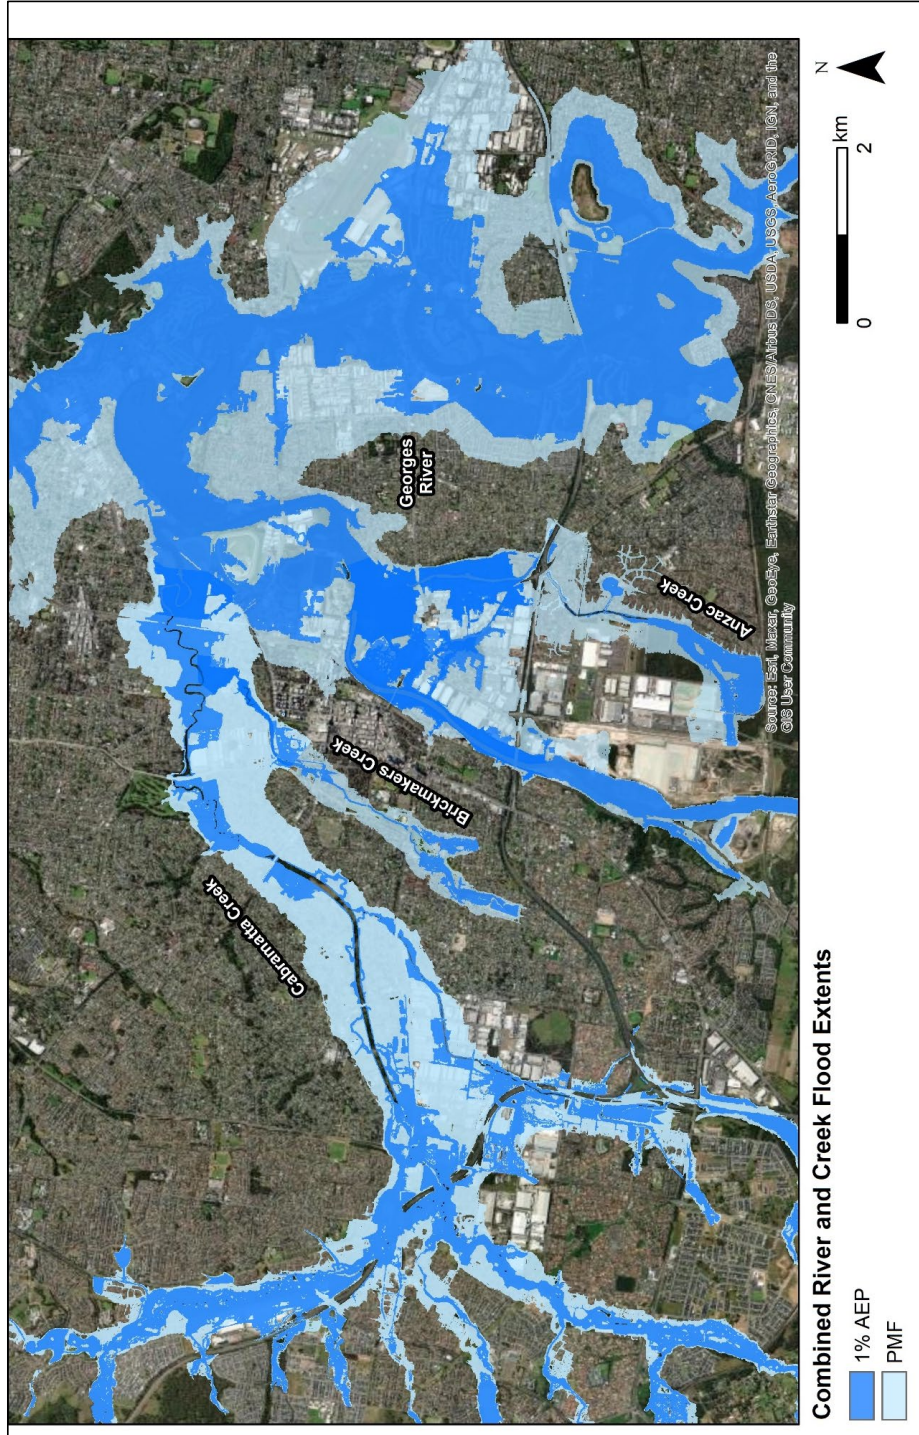 Georges
River
Anzac Creek
Brickmakers Creek
Cabramatta Creek
Source: Esri, Maxar, GeoEye, Earthstar Geographics, CNES/Airbus DS, USDA, USGS, AeroGRID, IGN, and the
GIS User Community
Combined River and Creek Flood Extents
1% AEP
PMF
0 2
km
N